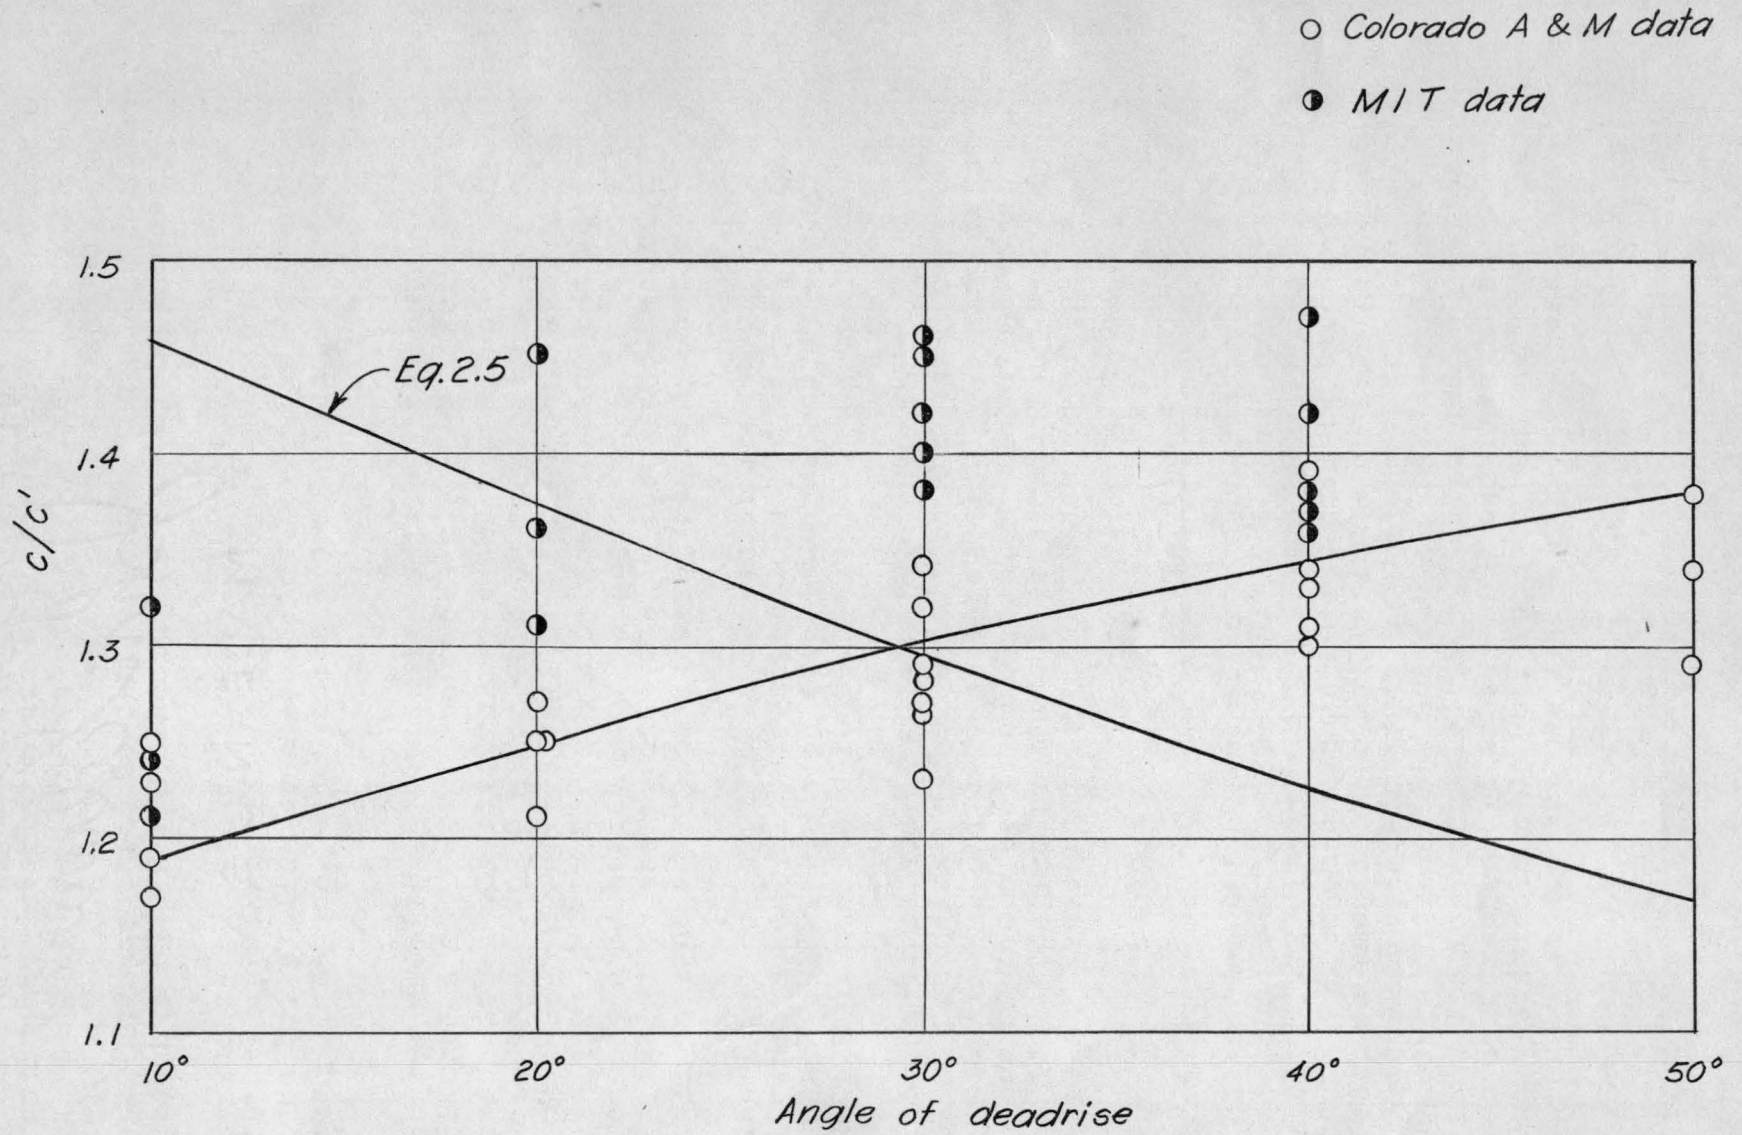 Colorado A & M data
MIT data
1.5
Eq.2.5
1.4
c/c'
1.3
1.2
1.1
10° 20° 30° 40° 50°
Angle of deadrise